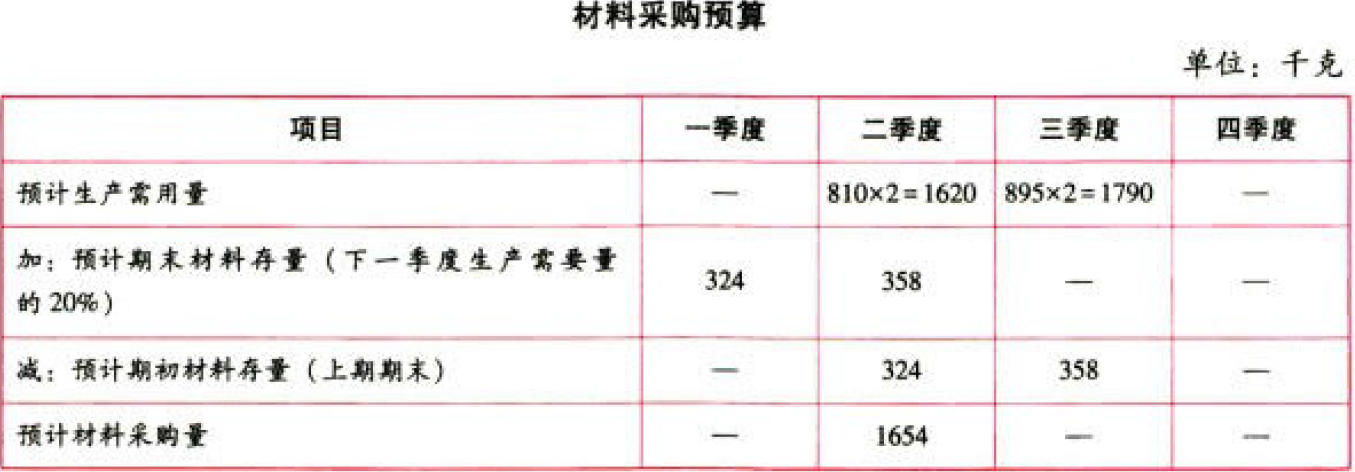 材料采购预算
单位：千克
项目 一季度 二季度 三季度 四季度
预计生产需用量 — 810×2=1620 895×2=1790 —
加：预计期末材料存量（下一季度生产需要量
的20%） 324 358 — —
减：预计期初材料存量（上期期末） — 324 358 —
预计材料采购量 — 1654 — —